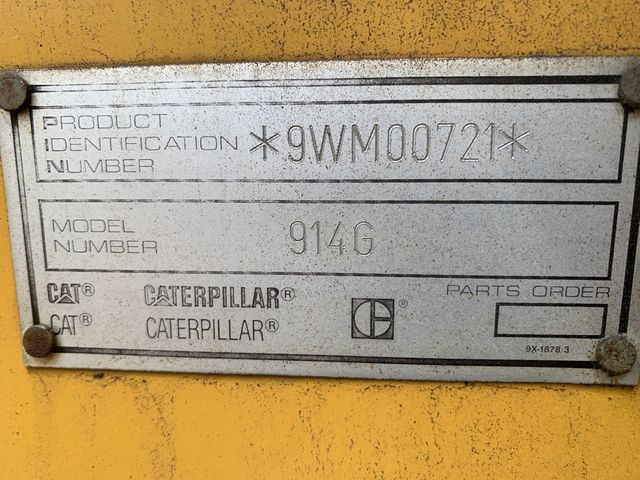 PRODUCT
IDENTIFICATION
NUMBER
*9WM00721*
MODEL
NUMBER
914G
CAT® CATERPILLAR®
CAT® CATERPILLAR®
C ®
PARTS ORDER
9X-1878 3